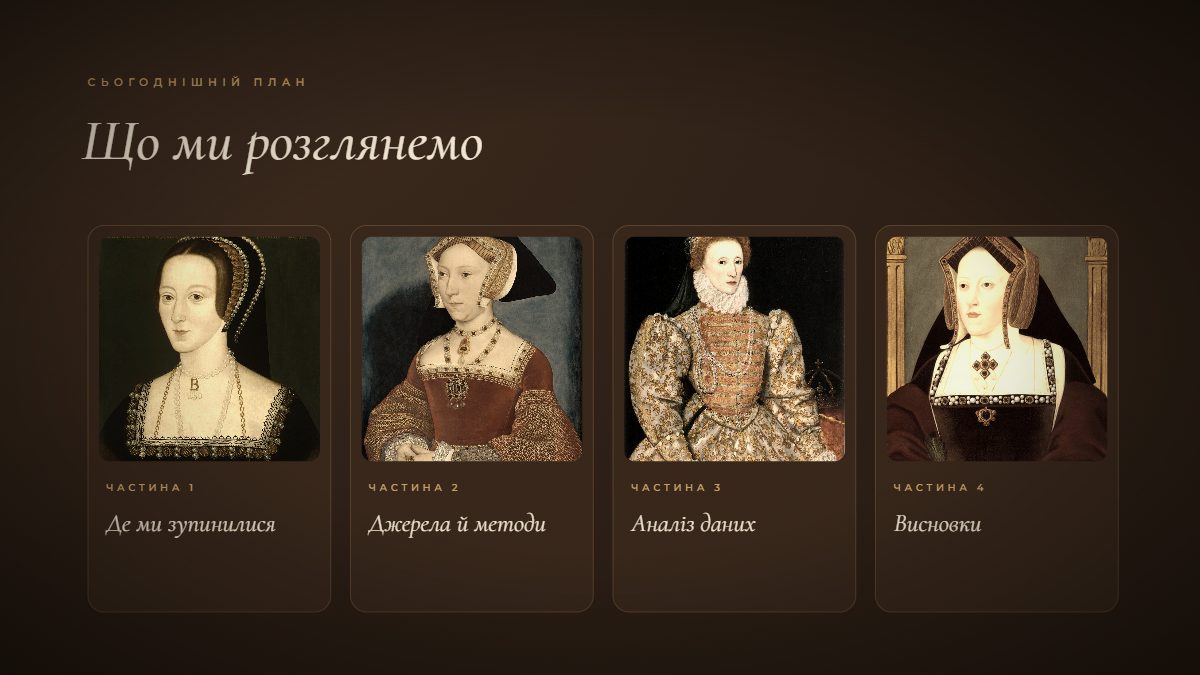 СЬОГОДНІШНІЙ ПЛАН
Що ми розглянемо
B
ЧАСТИНА 1
Де ми зупинилися
ЧАСТИНА 2
Джерела й методи
ЧАСТИНА 3
Аналіз даних
ЧАСТИНА 4
Висновки